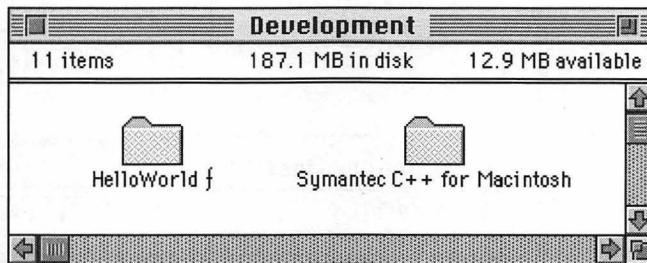 Development
11 items 187.1 MB in disk 12.9 MB available
HelloWorld ƒ Symantec C++ for Macintosh